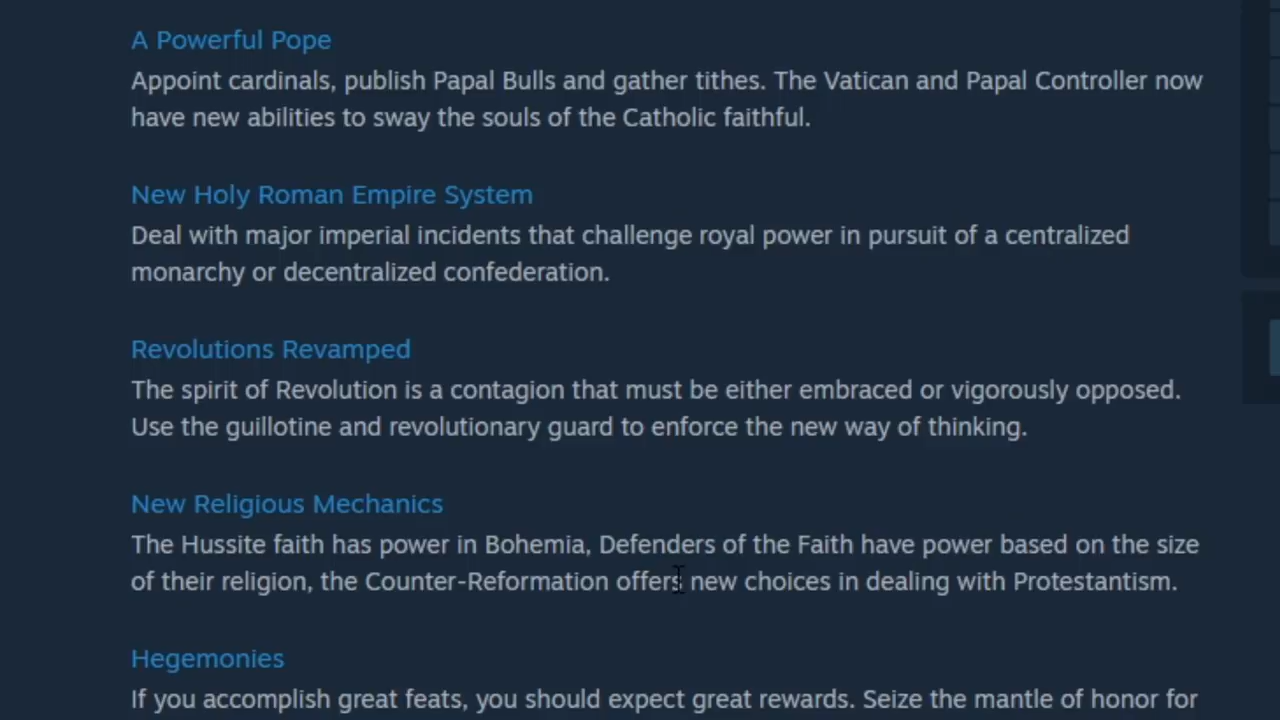 A Powerful Pope
Appoint cardinals, publish Papal Bulls and gather tithes. The Vatican and Papal Controller now
have new abilities to sway the souls of the Catholic faithful.
New Holy Roman Empire System
Deal with major imperial incidents that challenge royal power in pursuit of a centralized
monarchy or decentralized confederation.
Revolutions Revamped
The spirit of Revolution is a contagion that must be either embraced or vigorously opposed.
Use the guillotine and revolutionary guard to enforce the new way of thinking.
New Religious Mechanics
The Hussite faith has power in Bohemia, Defenders of the Faith have power based on the size
of their religion, the Counter-Reformation offers new choices in dealing with Protestantism.
Hegemonies
If you accomplish great feats, you should expect great rewards. Seize the mantle of honor for